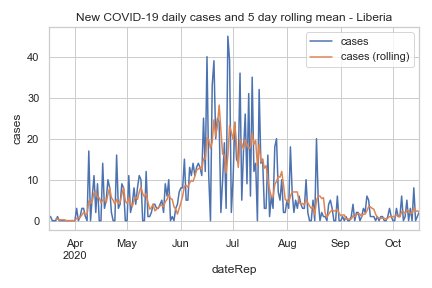 New COVID-19 daily cases and 5 day rolling mean - Liberia
cases
cases (rolling)
cases
40
30
20
10
0
Apr May Jun Jul Aug Sep Oct
2020
dateRep